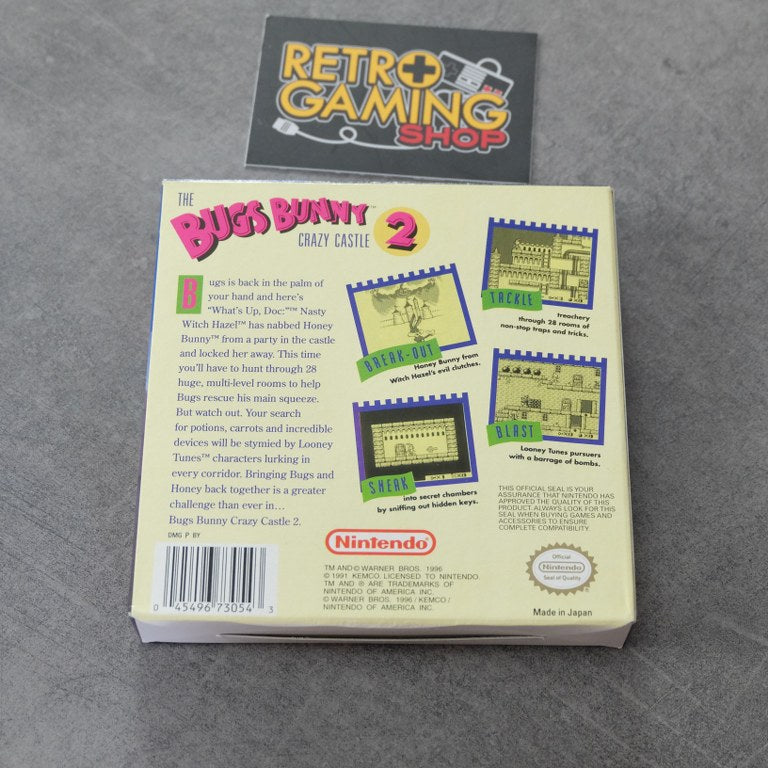 RETRO
GAMING
SHOP
THE
BUGS BUNNY™
CRAZY CASTLE 2
Bugs is back in the palm of
your hand and here's
"What's Up, Doc:"™ Nasty
Witch Hazel™ has nabbed Honey
Bunny™ from a party in the castle
and locked her away. This time
you'll have to hunt through 28
huge, multi-level rooms to help
Bugs rescue his main squeeze.
But watch out. Your search
for potions, carrots and incredible
devices will be stymied by Looney
Tunes™ characters lurking in
every corridor. Bringing Bugs and
Honey back together is a greater
challenge than ever in...
Bugs Bunny Crazy Castle 2.
DMG P BY
0 45496 73054 3
BREAK-OUT
Honey Bunny from
Witch Hazel's evil clutches.
TACKLE
treachery
through 28 rooms of
non-stop traps and tricks.
SNEAK
into secret chambers
by sniffing out hidden keys.
BLAST
Looney Tunes pursuers
with a barrage of bombs.
Nintendo®
TM AND © WARNER BROS. 1996
© 1991 KEMCO. LICENSED TO NINTENDO.
TM AND ® ARE TRADEMARKS OF
NINTENDO OF AMERICA INC.
© WARNER BROS. 1996 / KEMCO /
NINTENDO OF AMERICA INC.
THIS OFFICIAL SEAL IS YOUR
ASSURANCE THAT NINTENDO HAS
APPROVED THE QUALITY OF THIS
PRODUCT. ALWAYS LOOK FOR THIS
SEAL WHEN BUYING GAMES AND
ACCESSORIES TO ENSURE
COMPLETE COMPATIBILITY.
Official
Nintendo
Seal of Quality
Made in Japan